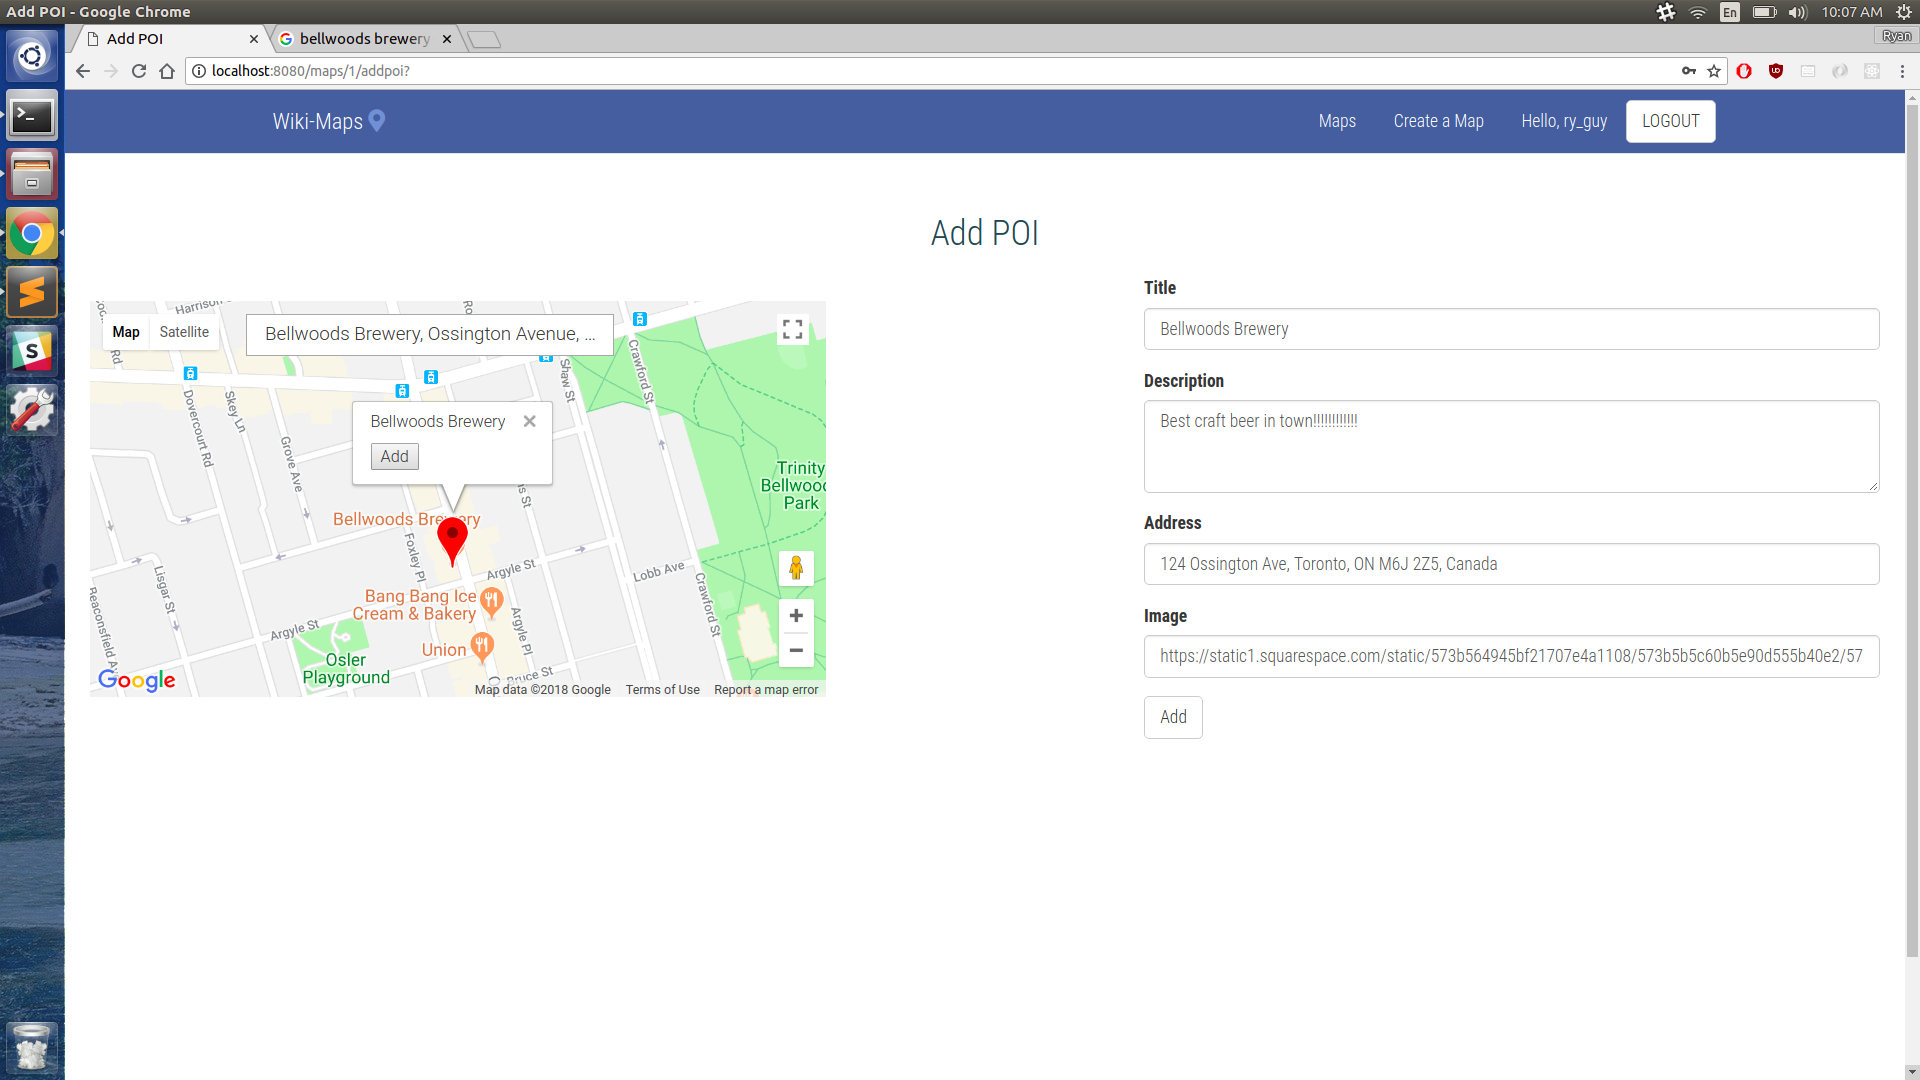 Add POI - Google Chrome
En
10:07 AM
Add POI
bellwoods brewery
Ryan
localhost:8080/maps/1/addpoi?
Wiki-Maps
Maps
Create a Map
Hello, ry_guy
LOGOUT
Add POI
Map
Satellite
Bellwoods Brewery, Ossington Avenue, ...
Harrison
Rd
Dovercourt Rd
Skey Ln
Grove Ave
Shaw St
Crawford St
Bellwoods Brewery
Add
Trinity
Bellwoods
Park
Bellwoods Brewery
Foxley Pl
Argyle St
Lobb Ave
Crawford St
Lisgar St
Beaconsfield Av
Bang Bang Ice
Cream & Bakery
Argyle Pl
Argyle St
Union
Osler
Playground
Bruce St
Google
Map data ©2018 Google
Terms of Use
Report a map error
Title
Bellwoods Brewery
Description
Best craft beer in town!!!!!!!!!!!!
Address
124 Ossington Ave, Toronto, ON M6J 2Z5, Canada
Image
https://static1.squarespace.com/static/573b564945bf21707e4a1108/573b5b5c60b5e90d555b40e2/57
Add